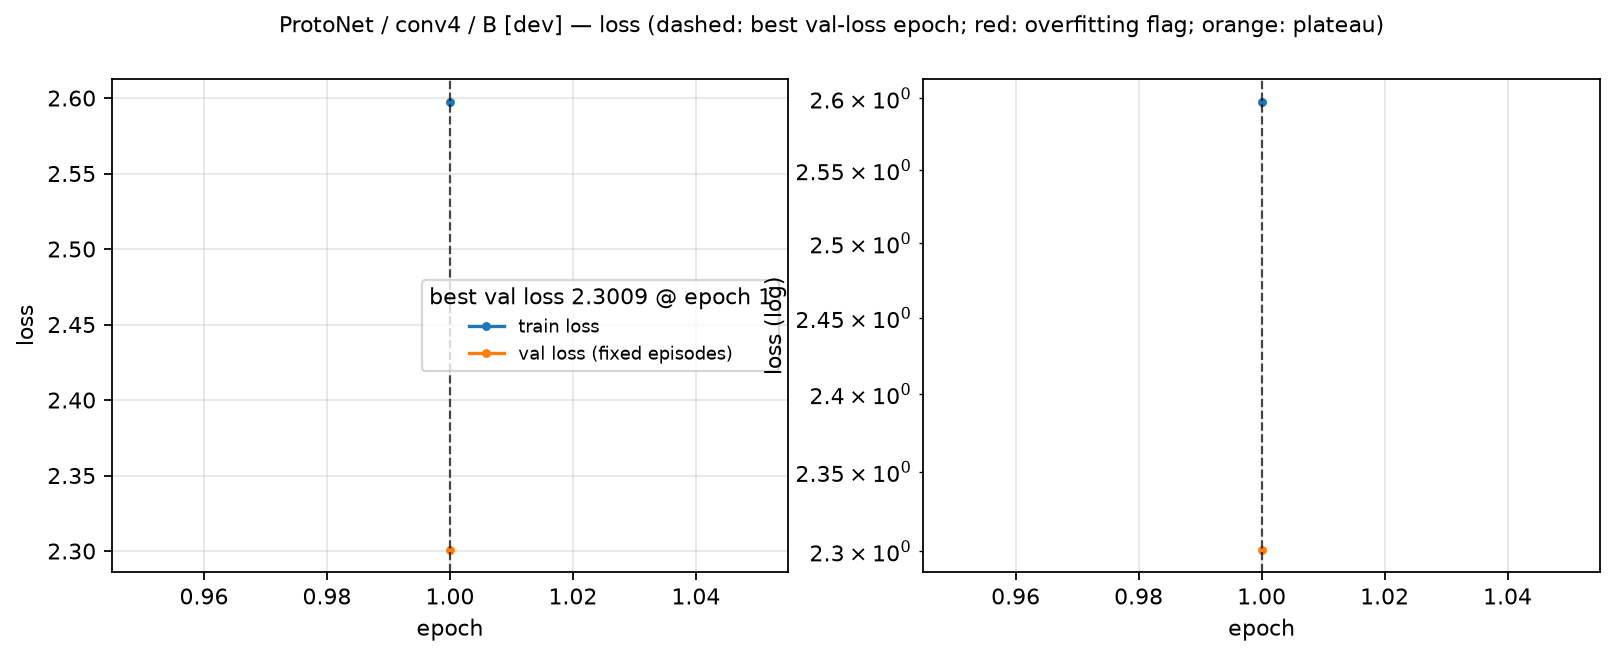 ProtoNet / conv4 / B [dev] — loss (dashed: best val-loss epoch; red: overfitting flag; orange: plateau)
2.60
2.55
2.50
2.45
2.40
2.35
2.30
loss
best val loss 2.3009 @ epoch 1
train loss
val loss (fixed episodes)
0.96 0.98 1.00 1.02 1.04
epoch
2.6 × 10⁰
2.55 × 10⁰
2.5 × 10⁰
2.45 × 10⁰
2.4 × 10⁰
2.35 × 10⁰
2.3 × 10⁰
loss (log)
0.96 0.98 1.00 1.02 1.04
epoch